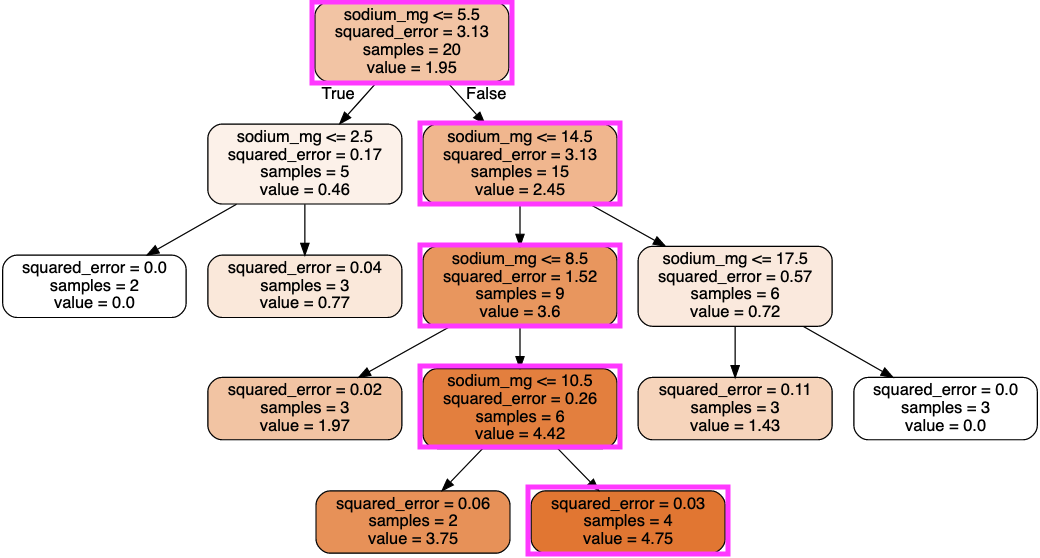 sodium_mg <= 5.5
squared_error = 3.13
samples = 20
value = 1.95
True
False
sodium_mg <= 2.5
squared_error = 0.17
samples = 5
value = 0.46
sodium_mg <= 14.5
squared_error = 3.13
samples = 15
value = 2.45
squared_error = 0.0
samples = 2
value = 0.0
squared_error = 0.04
samples = 3
value = 0.77
sodium_mg <= 8.5
squared_error = 1.52
samples = 9
value = 3.6
sodium_mg <= 17.5
squared_error = 0.57
samples = 6
value = 0.72
squared_error = 0.02
samples = 3
value = 1.97
sodium_mg <= 10.5
squared_error = 0.26
samples = 6
value = 4.42
squared_error = 0.11
samples = 3
value = 1.43
squared_error = 0.0
samples = 3
value = 0.0
squared_error = 0.06
samples = 2
value = 3.75
squared_error = 0.03
samples = 4
value = 4.75